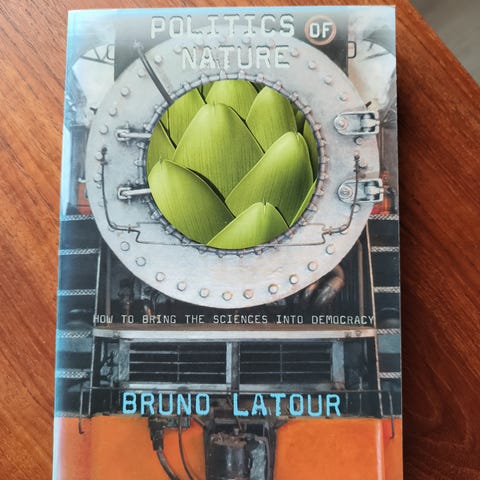 POLITICS OF
NATURE
HOW TO BRING THE SCIENCES INTO DEMOCRACY
BRUNO LATOUR